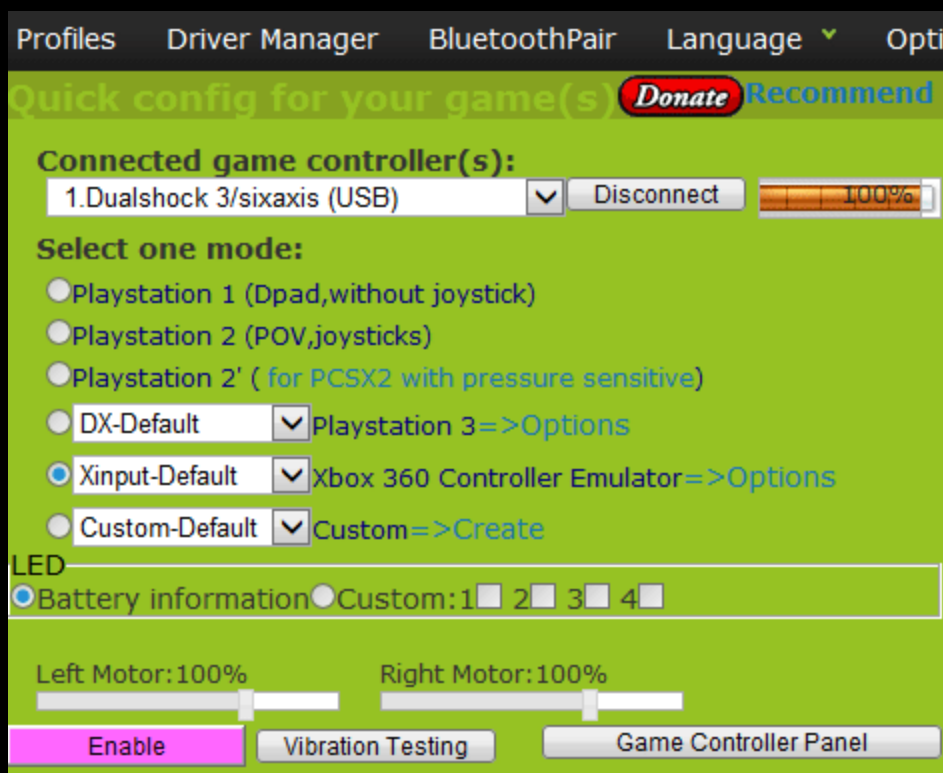 Profiles Driver Manager BluetoothPair Language Opti
Quick config for your game(s) Donate Recommend
Connected game controller(s):
1.Dualshock 3/sixaxis (USB) Disconnect 100%
Select one mode:
Playstation 1 (Dpad,without joystick)
Playstation 2 (POV,joysticks)
Playstation 2' ( for PCSX2 with pressure sensitive)
DX-Default Playstation 3=>Options
Xinput-Default Xbox 360 Controller Emulator=>Options
Custom-Default Custom=>Create
LED
Battery information Custom:1 2 3 4
Left Motor:100% Right Motor:100%
Enable Vibration Testing Game Controller Panel